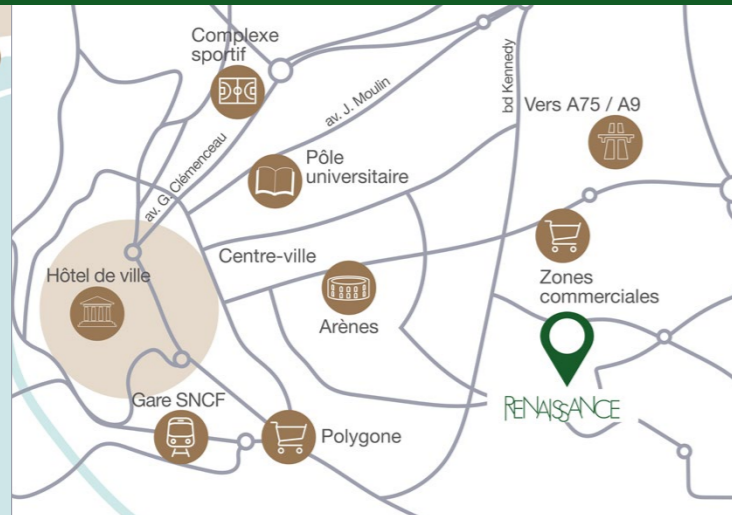 Complexe
sportif
av. G. Clémenceau
av. J. Moulin
bd Kennedy
Vers A75 / A9
Pôle
universitaire
Centre-ville
Hôtel de ville
Arènes
Zones
commerciales
RENAISSANCE
Gare SNCF
Polygone